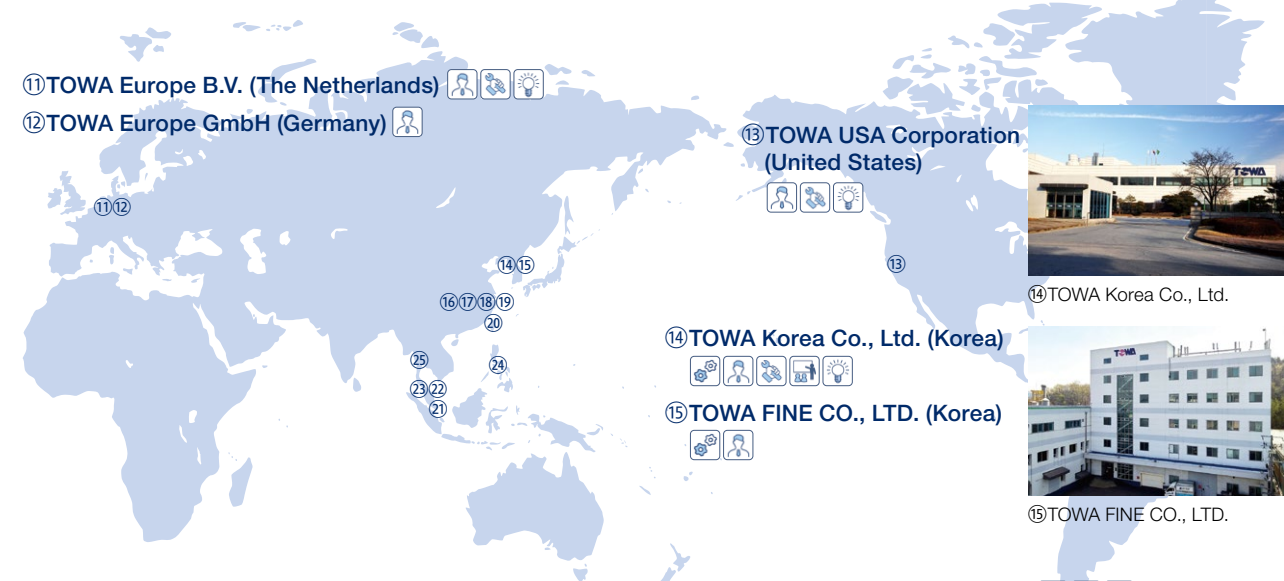 ⑪TOWA Europe B.V. (The Netherlands)
⑫TOWA Europe GmbH (Germany)
⑬TOWA USA Corporation
(United States)
TOWA
⑪⑫
⑬
⑭⑮
⑭TOWA Korea Co., Ltd.
⑯⑰⑱⑲
⑳
⑭TOWA Korea Co., Ltd. (Korea)
TOWA
㉕
㉔
㉓㉒
㉑
⑮TOWA FINE CO., LTD. (Korea)
⑮TOWA FINE CO., LTD.